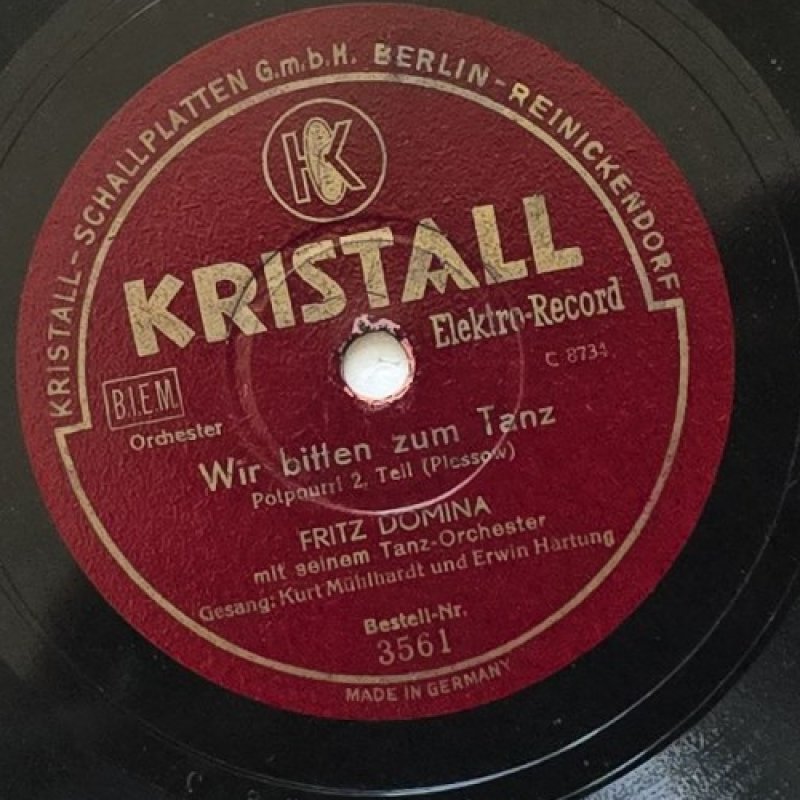 KRISTALL-SCHALLPLATTEN G.m.b.H. BERLIN-REINICKENDORF
K
KRISTALL
Elektro-Record
C 8734
B.I.E.M.
Orchester
Wir bitten zum Tanz
Potpourri 2. Teil (Plessow)
FRITZ DOMINA
mit seinem Tanz-Orchester
Gesang: Kurt Mühlhardt und Erwin Hartung
Bestell-Nr.
3561
MADE IN GERMANY